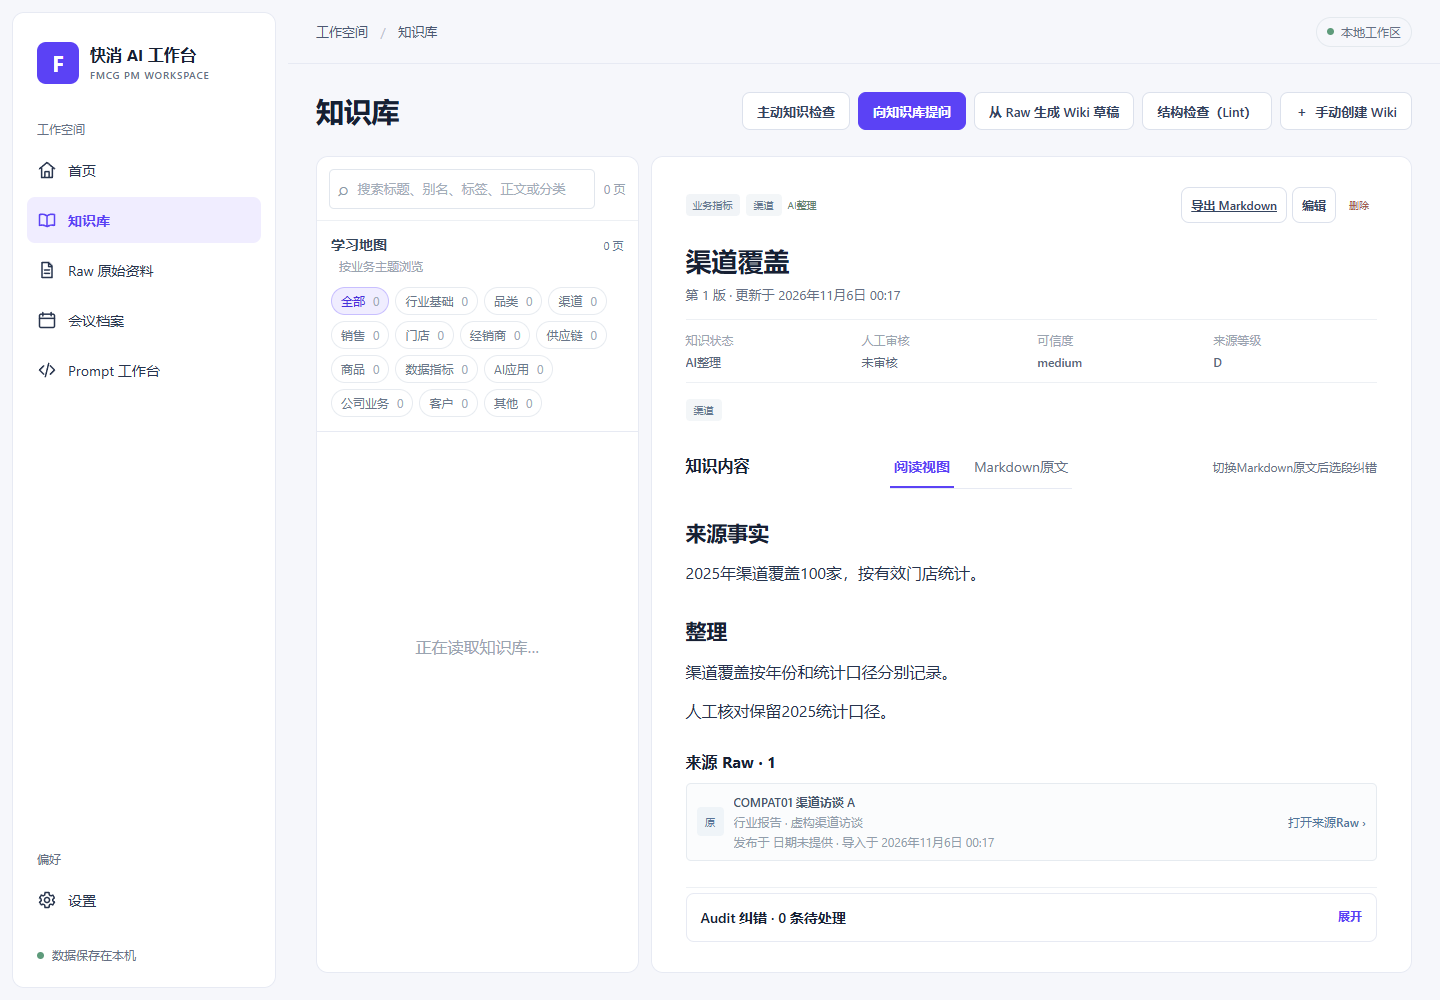 F
快消 AI 工作台
FMCG PM WORKSPACE
工作空间
首页
知识库
Raw 原始资料
会议档案
Prompt 工作台
偏好
设置
数据保存在本机
工作空间 / 知识库
本地工作区
知识库
主动知识检查
向知识库提问
从 Raw 生成 Wiki 草稿
结构检查（Lint）
+ 手动创建 Wiki
搜索标题、别名、标签、正文或分类
0 页
学习地图
0 页
按业务主题浏览
全部 0
行业基础 0
品类 0
渠道 0
销售 0
门店 0
经销商 0
供应链 0
商品 0
数据指标 0
AI应用 0
公司业务 0
客户 0
其他 0
正在读取知识库...
业务指标
渠道
AI整理
导出 Markdown
编辑
删除
渠道覆盖
第 1 版 · 更新于 2026年11月6日 00:17
知识状态
AI整理
人工审核
未审核
可信度
medium
来源等级
D
渠道
知识内容
阅读视图
Markdown原文
切换Markdown原文后选段纠错
来源事实
2025年渠道覆盖100家，按有效门店统计。
整理
渠道覆盖按年份和统计口径分别记录。
人工核对保留2025统计口径。
来源 Raw · 1
原
COMPAT01 渠道访谈 A
行业报告 · 虚构渠道访谈
发布于 日期未提供 · 导入于 2026年11月6日 00:17
打开来源Raw ›
Audit 纠错 · 0 条待处理
展开